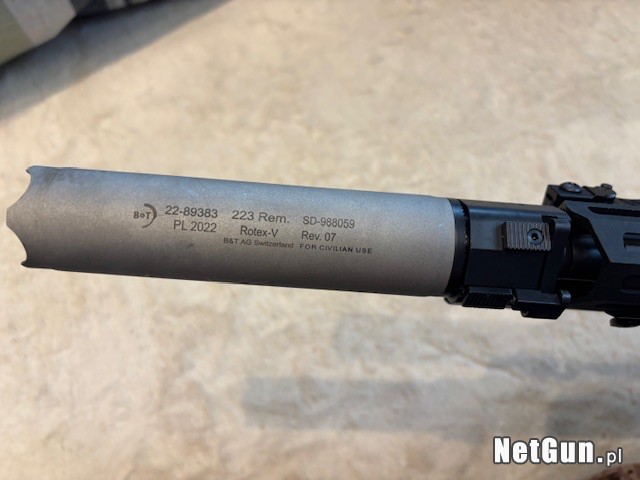 B&T 22-89383 223 Rem. SD-988059
PL 2022 Rotex-V Rev. 07
B&T AG Switzerland FOR CIVILIAN USE
NetGun.pl